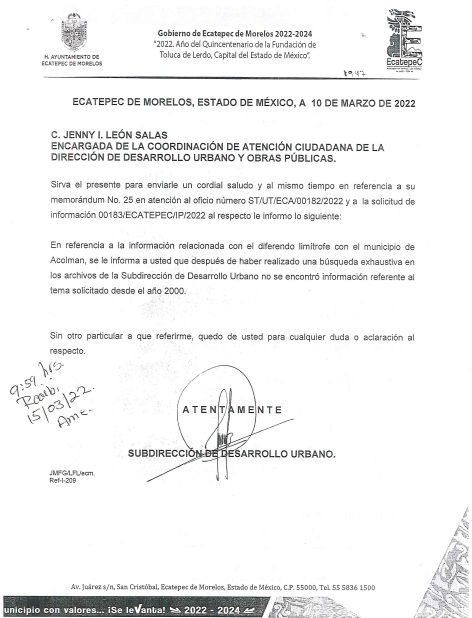 Gobierno de Ecatepec de Morelos 2022-2024
"2022. Año del Quincentenario de la Fundación de
Toluca de Lerdo, Capital del Estado de México".
H. AYUNTAMIENTO DE
ECATEPEC DE MORELOS
Ecatepec
ECATEPEC DE MORELOS, ESTADO DE MÉXICO, A 10 DE MARZO DE 2022
C. JENNY I. LEÓN SALAS
ENCARGADA DE LA COORDINACIÓN DE ATENCIÓN CIUDADANA DE LA
DIRECCIÓN DE DESARROLLO URBANO Y OBRAS PÚBLICAS.
Sirva el presente para enviarle un cordial saludo y al mismo tiempo en referencia a su
memorándum No. 25 en atención al oficio número ST/UT/ECA/00182/2022 y a la solicitud de
información 00183/ECATEPEC/IP/2022 al respecto le informo lo siguiente:
En referencia a la información relacionada con el diferendo limítrofe con el municipio de
Acolman, se le informa a usted que después de haber realizado una búsqueda exhaustiva en
los archivos de la Subdirección de Desarrollo Urbano no se encontró información referente al
tema solicitado desde el año 2000.
Sin otro particular a que referirme, quedo de usted para cualquier duda o aclaración al
respecto.
9:59 hrs.
Recibí
15/03/22.
A T E N T A M E N T E
SUBDIRECCIÓN DE DESARROLLO URBANO.
JMFG/LFL/ecm.
Ref-I-209
Av. Juárez s/n, San Cristóbal, Ecatepec de Morelos, Estado de México, C.P. 55000, Tel. 55 5836 1500
unicipio con valores... ¡Se leVanta! 2022 - 2024